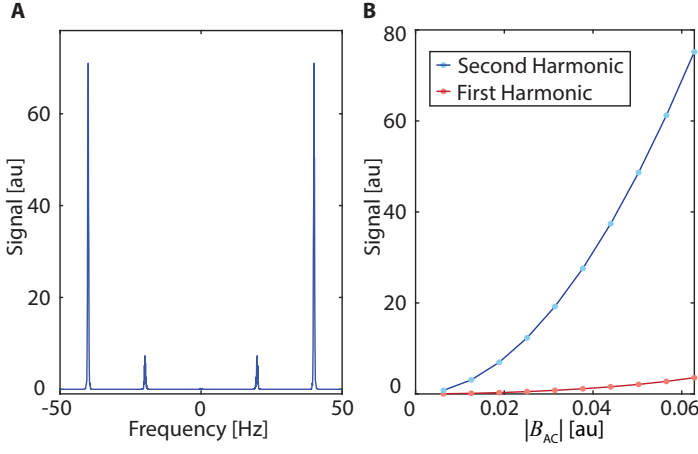 A
Signal [au]
60
40
20
0
-50
0
50
Frequency [Hz]
B
Signal [au]
80
60
40
20
0
0
0.02
0.04
0.06
|B_AC| [au]
Second Harmonic
First Harmonic